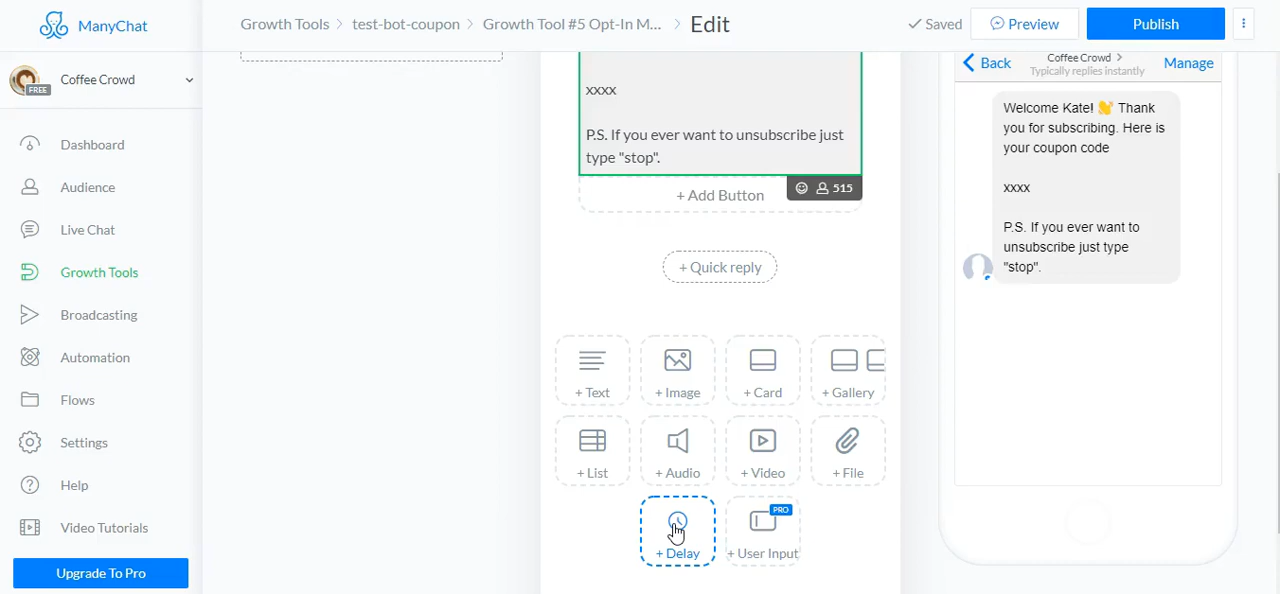 ManyChat
Growth Tools > test-bot-coupon > Growth Tool #5 Opt-In M... > Edit
Saved
Preview
Publish
FREE
Coffee Crowd
Dashboard
Audience
Live Chat
Growth Tools
Broadcasting
Automation
Flows
Settings
Help
Video Tutorials
Upgrade To Pro
xxxx
P.S. If you ever want to unsubscribe just
type "stop".
515
+ Add Button
+ Quick reply
+ Text
+ Image
+ Card
+ Gallery
+ List
+ Audio
+ Video
+ File
+ Delay
PRO
+ User Input
Back
Coffee Crowd >
Typically replies instantly
Manage
Welcome Kate! 👋 Thank
you for subscribing. Here is
your coupon code
xxxx
P.S. If you ever want to
unsubscribe just type
"stop".